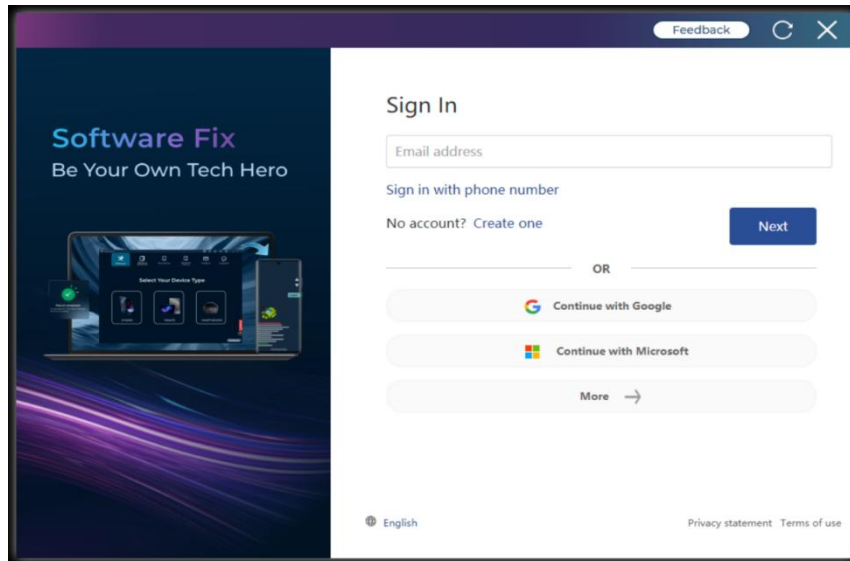 Feedback
Software Fix
Be Your Own Tech Hero
Select Your Device Type
Sign In
Email address
Sign in with phone number
No account? Create one
Next
OR
Continue with Google
Continue with Microsoft
More
English
Privacy statement Terms of use